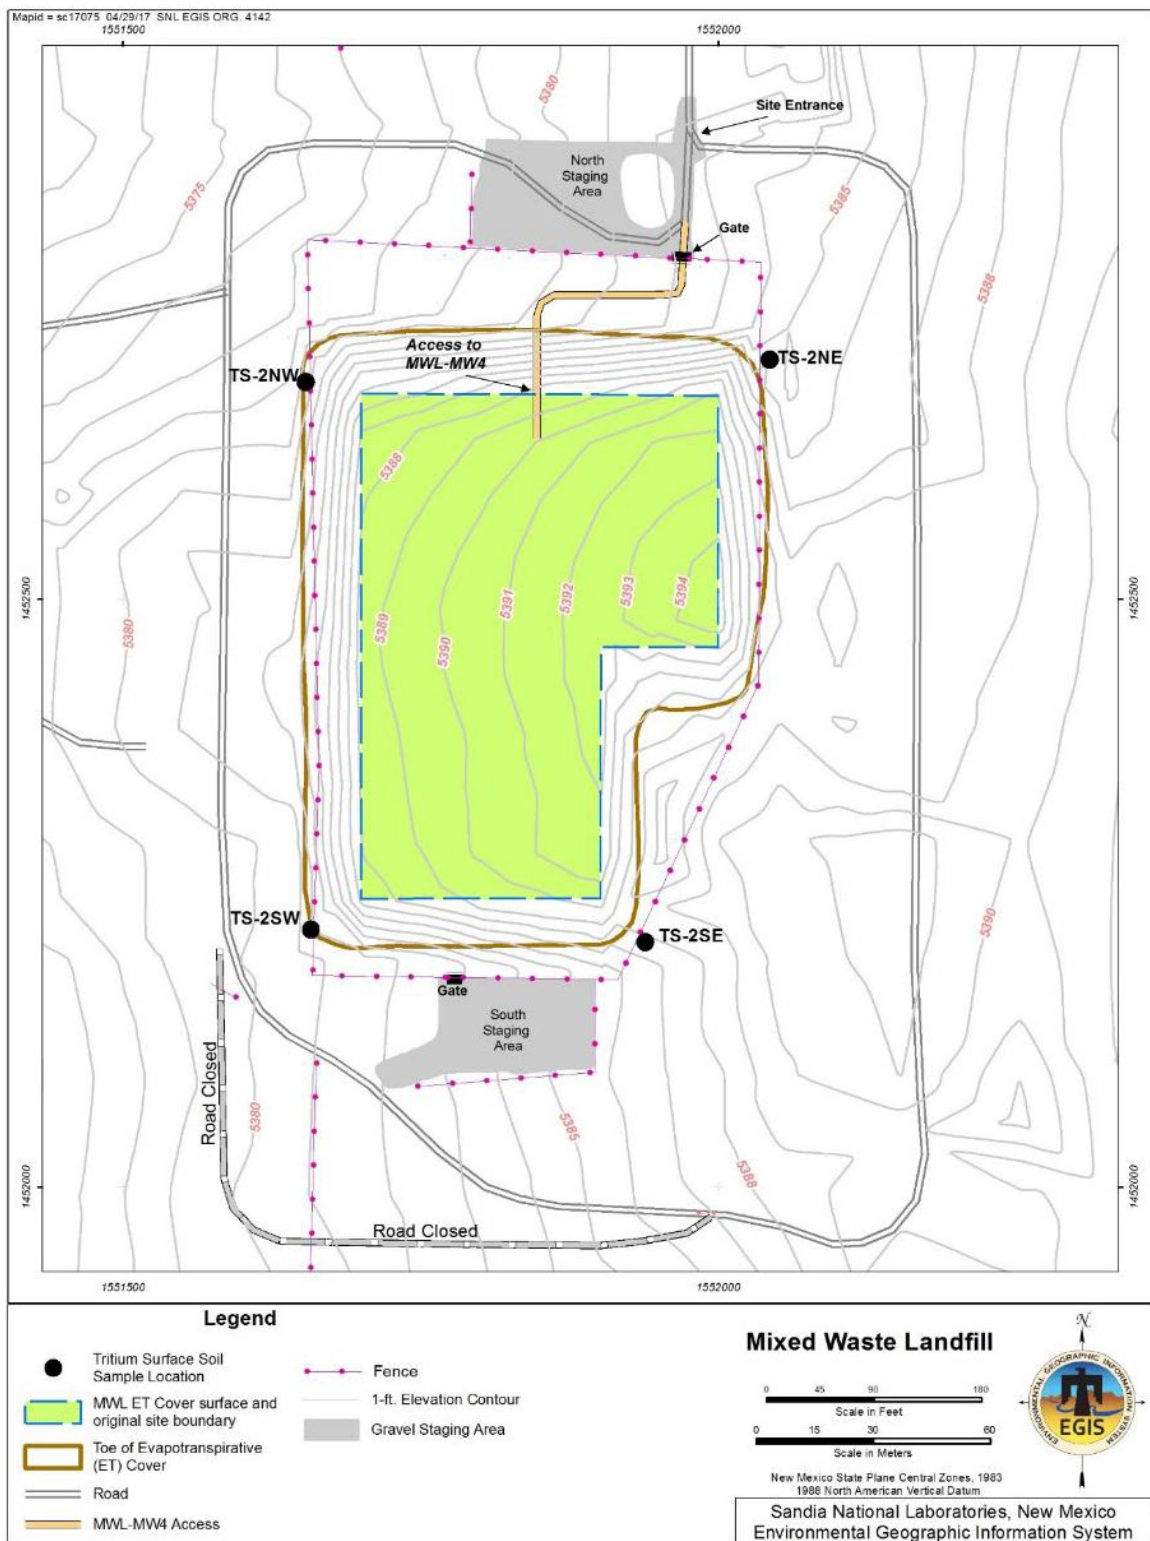 Mapid = sc17075 04/29/17 SNL EGIS ORG. 4142
1551500
1552000
5380
Site Entrance
North
Staging
Area
5375
5385
Gate
5388
Access to
MWL-MW4
TS-2NW
TS-2NE
5388
1452500
1452500
5380
5389
5390
5391
5392
5393
5394
TS-2SW
TS-2SE
5390
Gate
South
Staging
Area
Road Closed
5380
5385
5388
1452000
1452000
Road Closed
1551500
1552000
Legend
Tritium Surface Soil
Sample Location
MWL ET Cover surface and
original site boundary
Toe of Evapotranspirative
(ET) Cover
Road
MWL-MW4 Access
Fence
1-ft. Elevation Contour
Gravel Staging Area
Mixed Waste Landfill
0 45 90 180
Scale in Feet
0 15 30 60
Scale in Meters
New Mexico State Plane Central Zones, 1983
1988 North American Vertical Datum
N
ENVIRONMENTAL GEOGRAPHIC INFORMATION SYSTEM
EGIS
Sandia National Laboratories, New Mexico
Environmental Geographic Information System